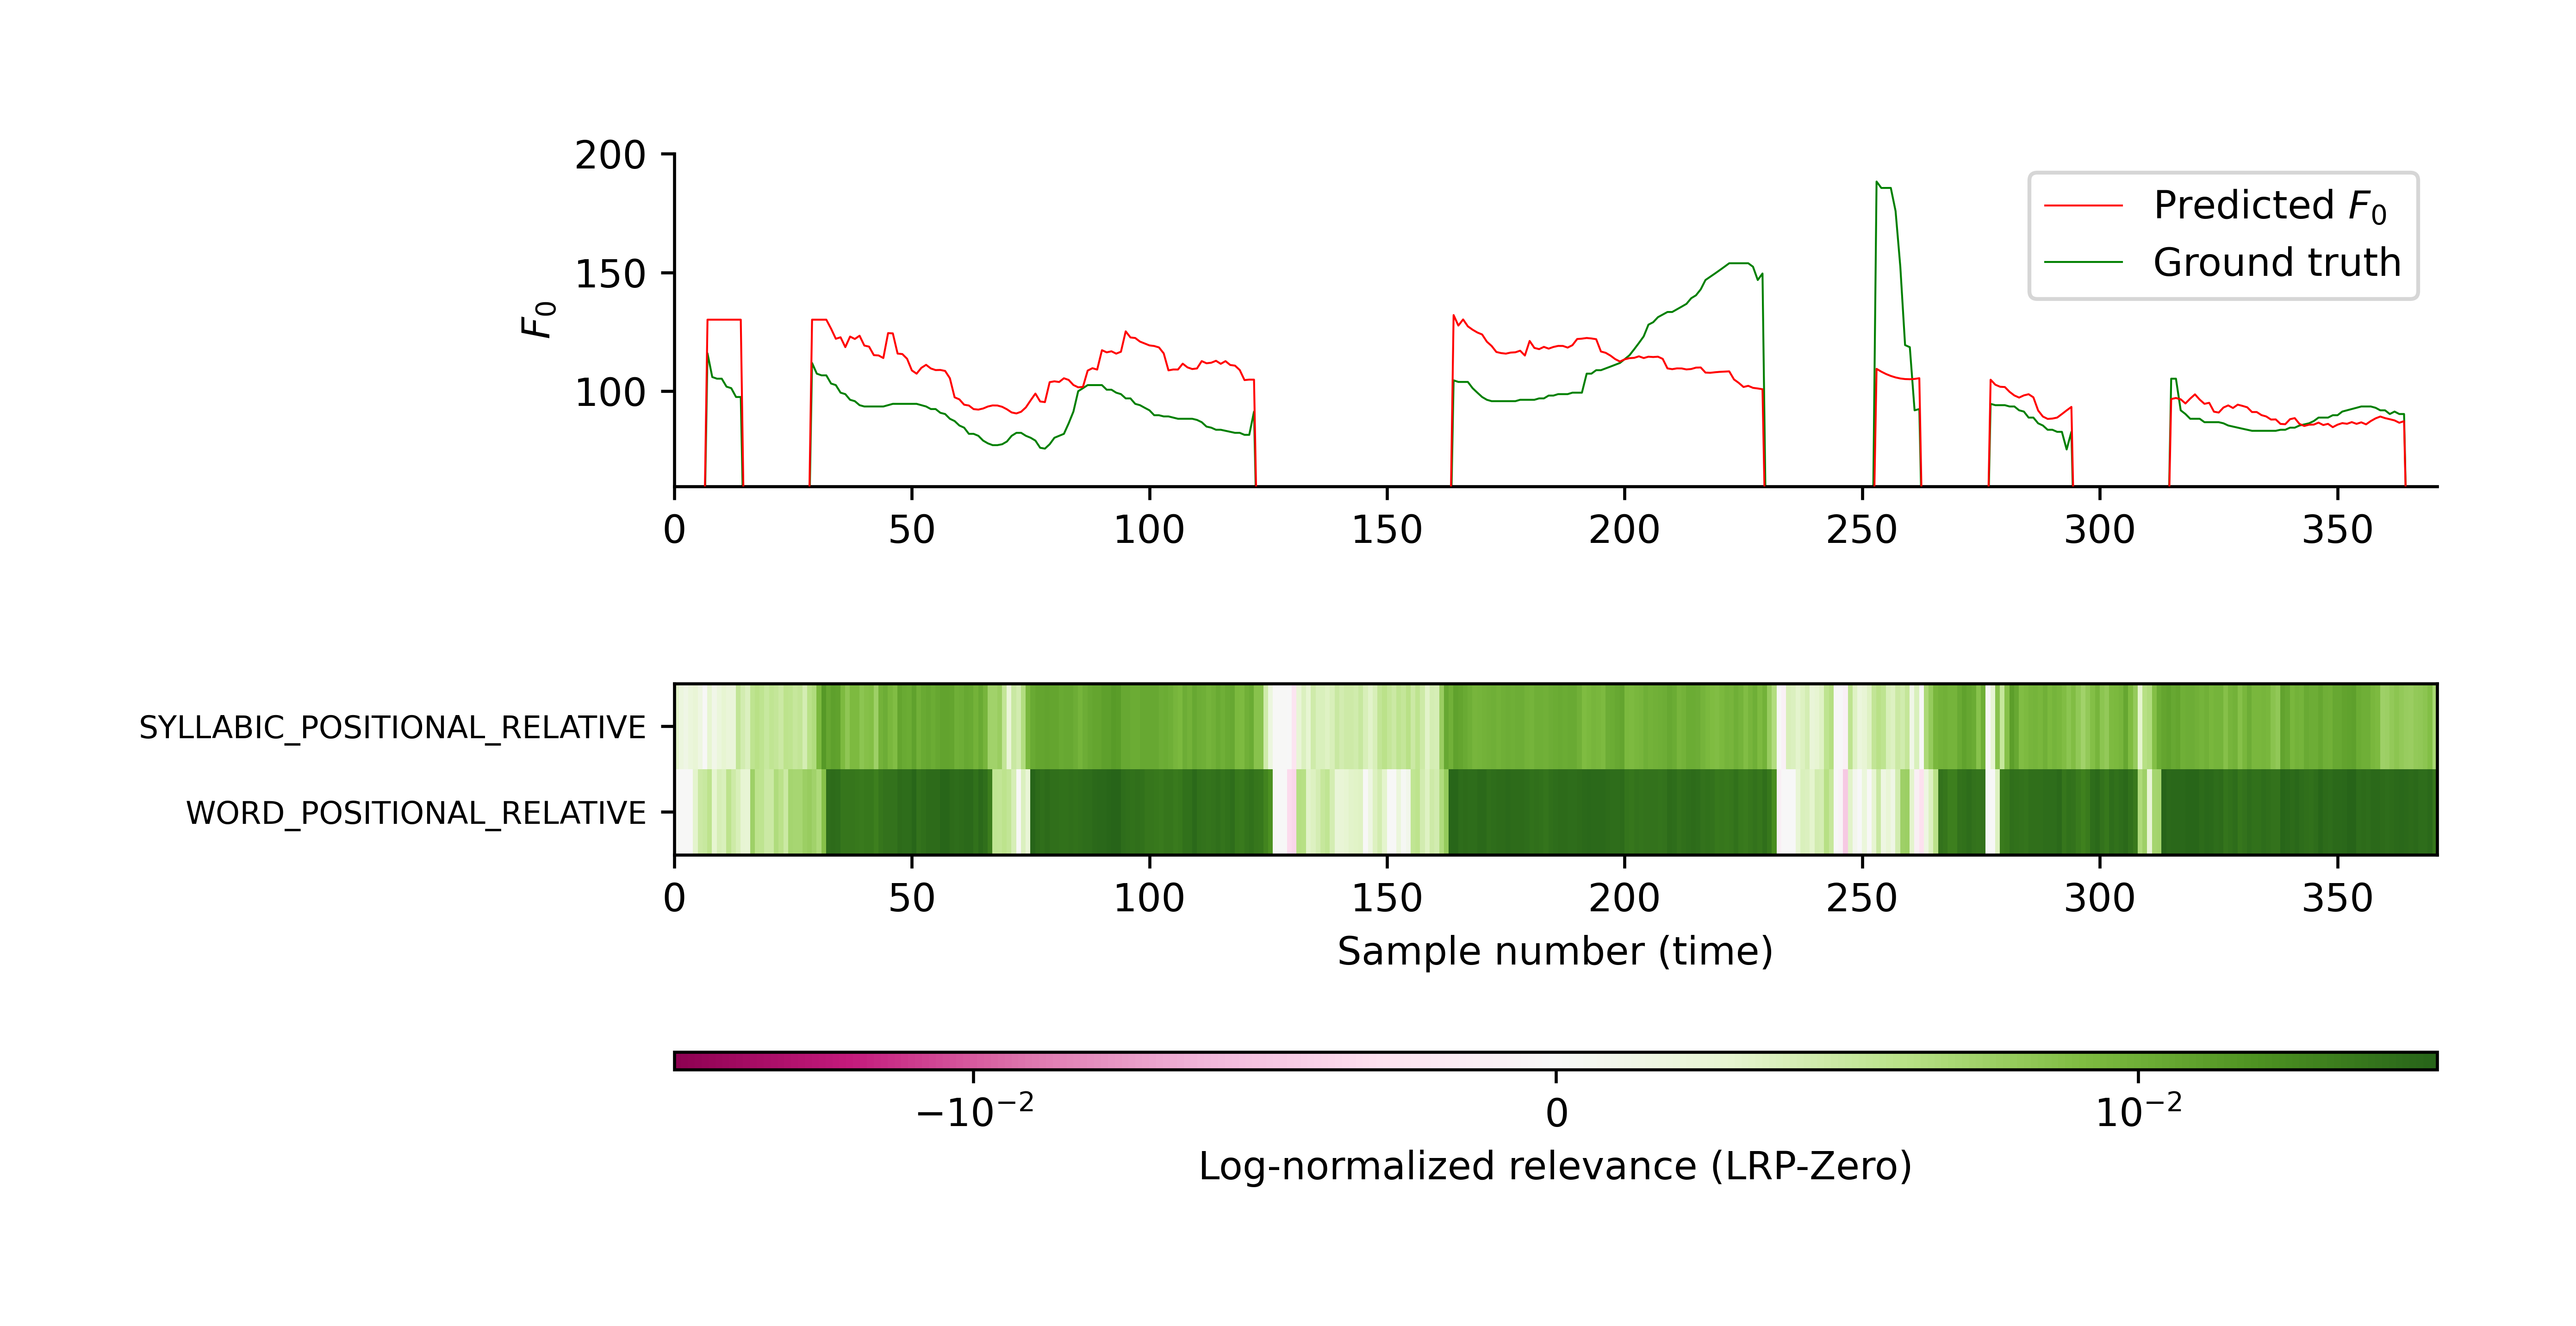 200
150
100
F₀
Predicted F₀
Ground truth
0 50 100 150 200 250 300 350
SYLLABIC_POSITIONAL_RELATIVE
WORD_POSITIONAL_RELATIVE
0 50 100 150 200 250 300 350
Sample number (time)
−10⁻² 0 10⁻²
Log-normalized relevance (LRP-Zero)